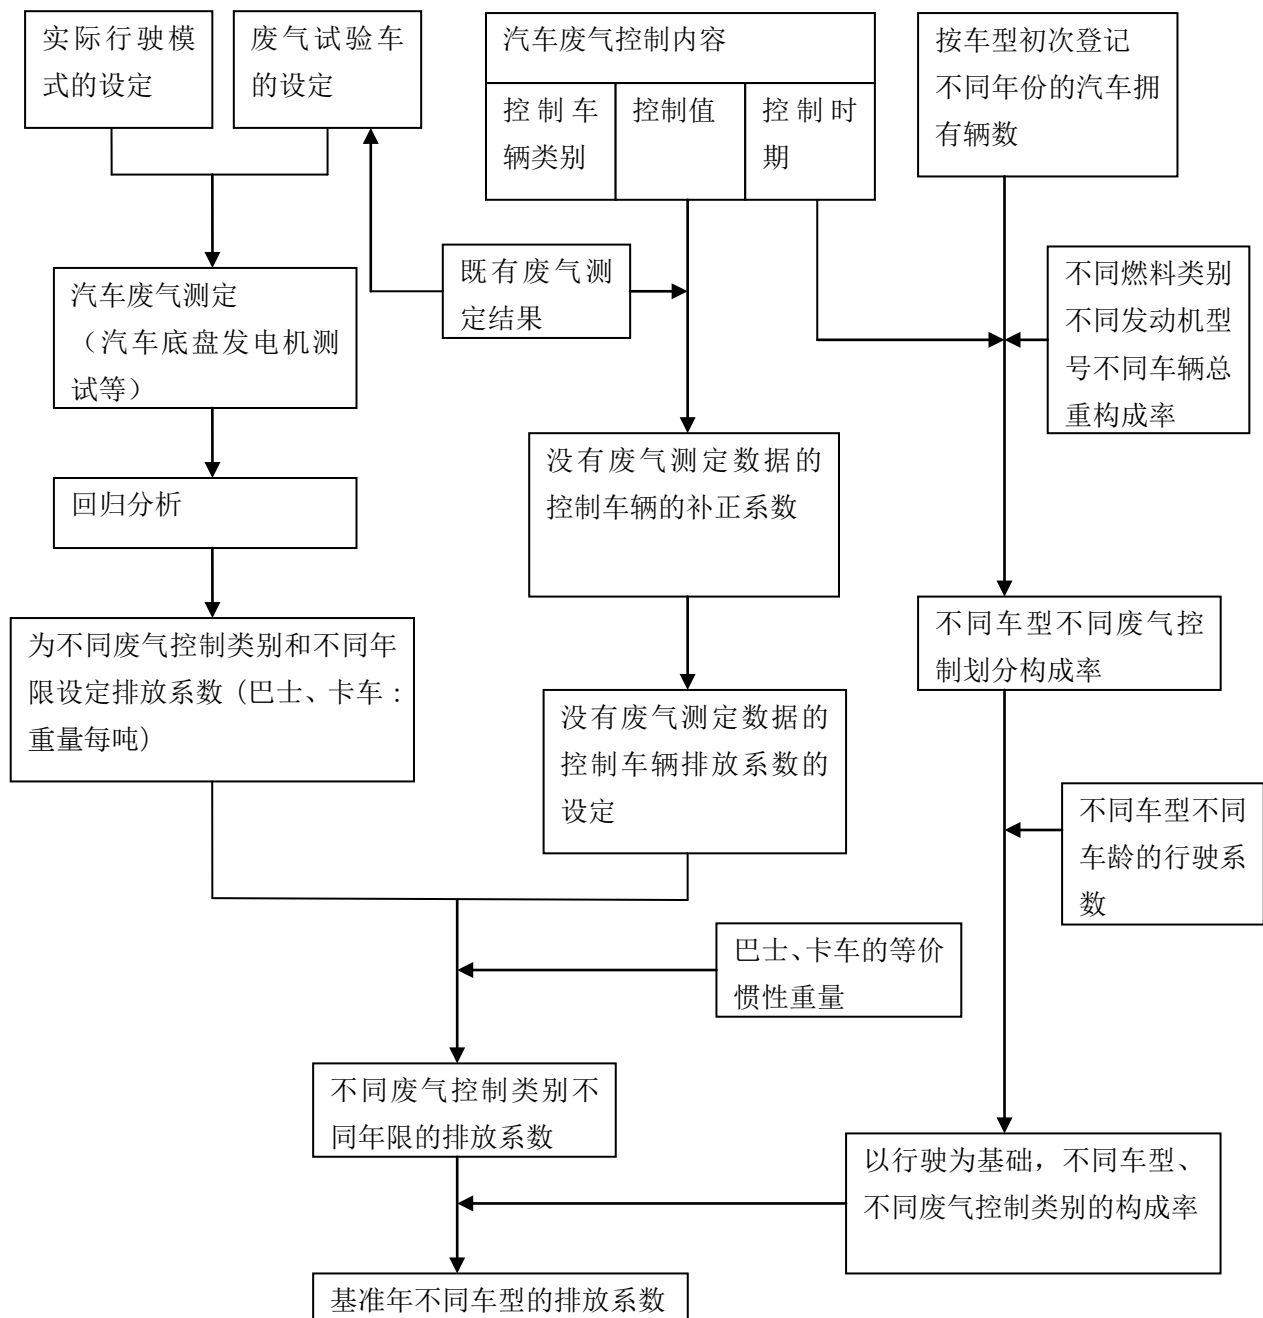 实际行驶模
式的设定
废气试验车
的设定
汽车废气控制内容
控制车
辆类别
控制值
控制时
期
按车型初次登记
不同年份的汽车拥
有辆数
既有废气测
定结果
不同燃料类别
不同发动机型
号不同车辆总
重构成率
汽车废气测定
（汽车底盘发电机测
试等）
没有废气测定数据的
控制车辆的补正系数
回归分析
为不同废气控制类别和不同年
限设定排放系数(巴士、卡车:
重量每吨)
不同车型不同废气控
制划分构成率
没有废气测定数据的
控制车辆排放系数的
设定
不同车型不同
车龄的行驶系
数
巴士、卡车的等价
惯性重量
不同废气控制类别不
同年限的排放系数
以行驶为基础，不同车型、
不同废气控制类别的构成率
基准年不同车型的排放系数